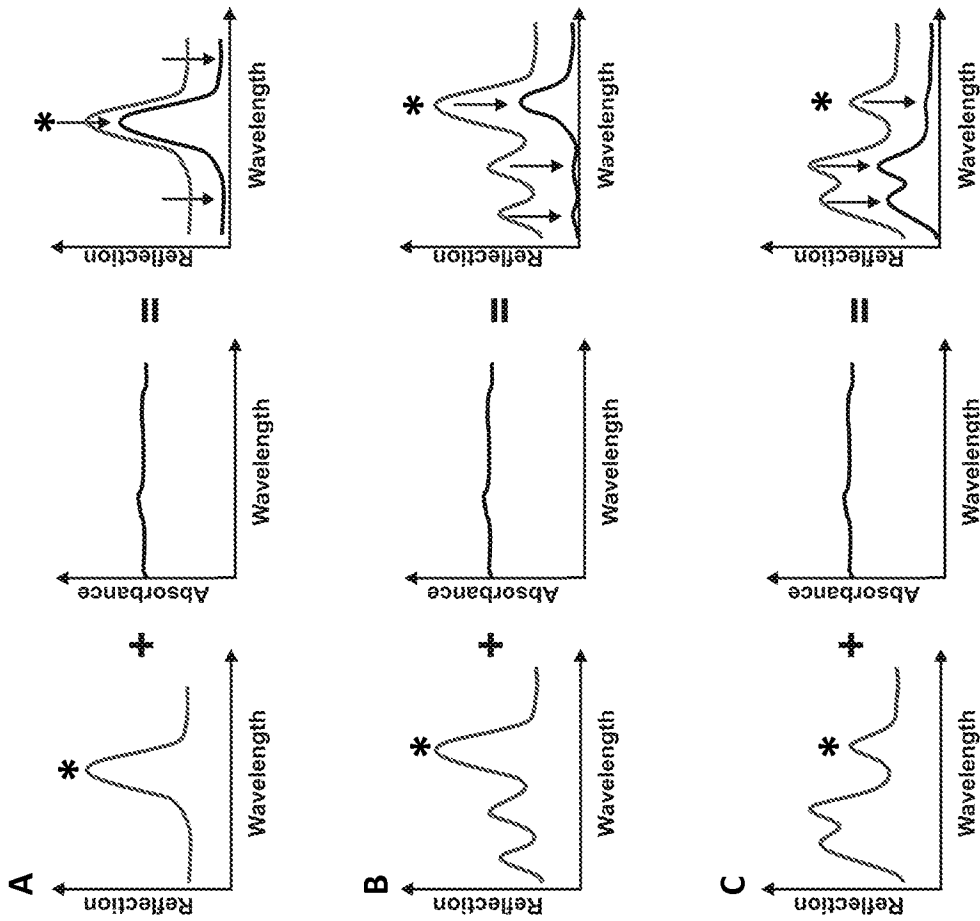 A
*
Reflection
Wavelength
+
Absorbance
Wavelength
=
*
Reflection
Wavelength
B
*
Reflection
Wavelength
+
Absorbance
Wavelength
=
*
Reflection
Wavelength
C
*
Reflection
Wavelength
+
Absorbance
Wavelength
=
*
Reflection
Wavelength